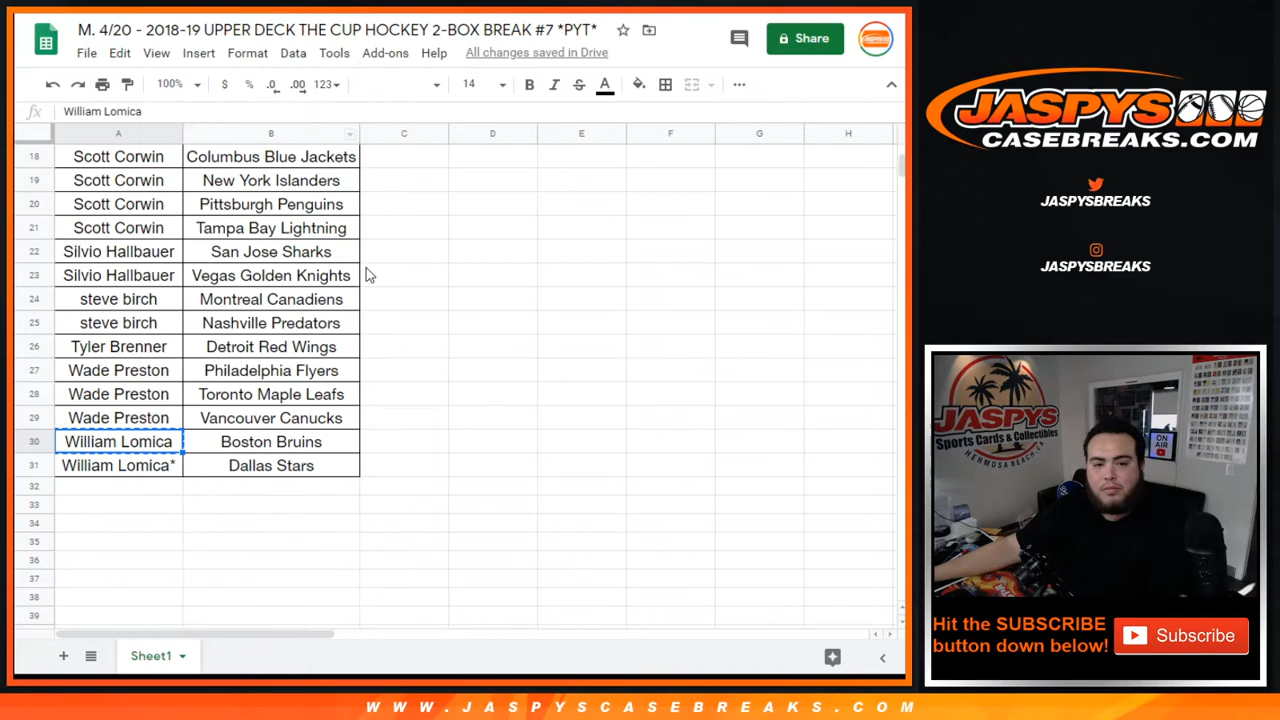 M. 4/20 - 2018-19 UPPER DECK THE CUP HOCKEY 2-BOX BREAK #7 *PYT*
File Edit View Insert Format Data Tools Add-ons Help All changes saved in Drive
Share
100% $ % .0 .00 123 14 B I S A
fx William Lomica
A B C D E F G H
18 Scott Corwin Columbus Blue Jackets
19 Scott Corwin New York Islanders
20 Scott Corwin Pittsburgh Penguins
21 Scott Corwin Tampa Bay Lightning
22 Silvio Hallbauer San Jose Sharks
23 Silvio Hallbauer Vegas Golden Knights
24 steve birch Montreal Canadiens
25 steve birch Nashville Predators
26 Tyler Brenner Detroit Red Wings
27 Wade Preston Philadelphia Flyers
28 Wade Preston Toronto Maple Leafs
29 Wade Preston Vancouver Canucks
30 William Lomica Boston Bruins
31 William Lomica* Dallas Stars
32
33
34
35
36
37
38
39
Sheet1
JASPYS
CASEBREAKS.COM
JASPYSBREAKS
JASPYSBREAKS
JASPYS
Sports Cards & Collectibles
HERMOSA BEACH, CA
ON AIR
Hit the SUBSCRIBE
button down below!
Subscribe
WWW.JASPYSCASEBREAKS.COM